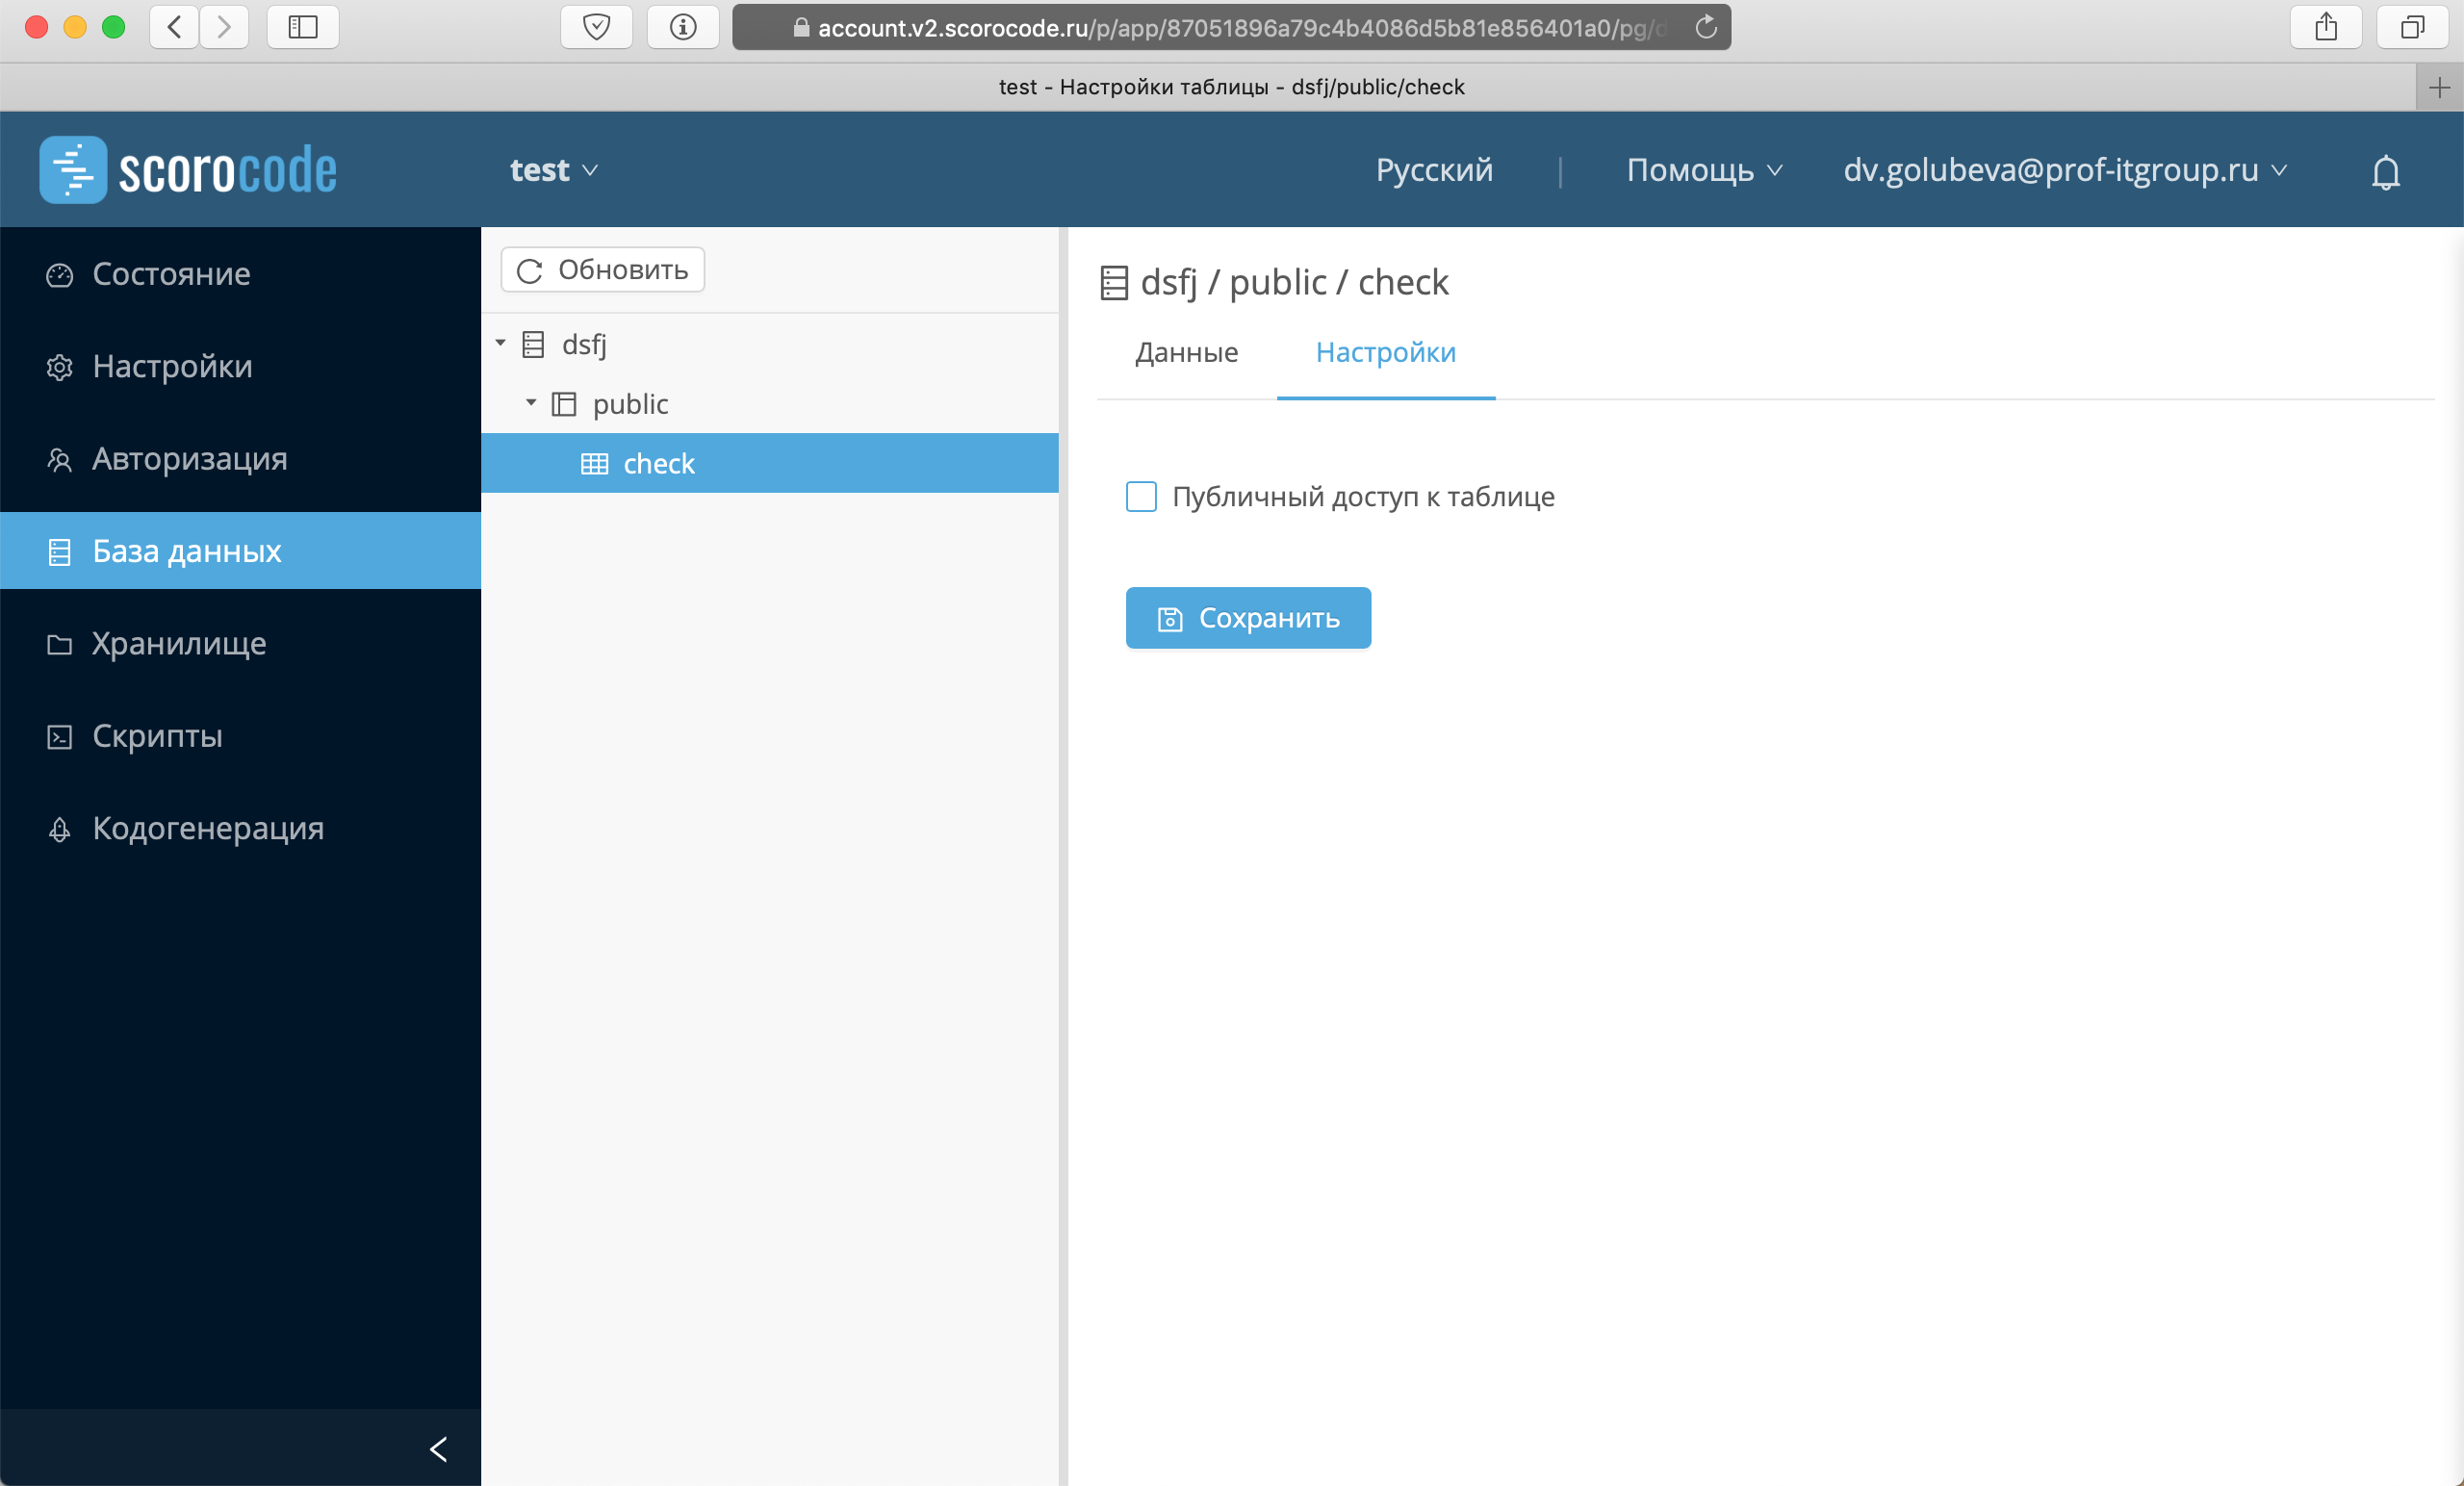 account.v2.scorocode.ru/p/app/87051896a79c4b4086d5b81e856401a0/pg/d
test - Настройки таблицы - dsfj/public/check
scorocode
test
Русский | Помощь dv.golubeva@prof-itgroup.ru
Состояние
Настройки
Авторизация
База данных
Хранилище
Скрипты
Кодогенерация
Обновить
dsfj
public
check
dsfj / public / check
Данные Настройки
Публичный доступ к таблице
Сохранить